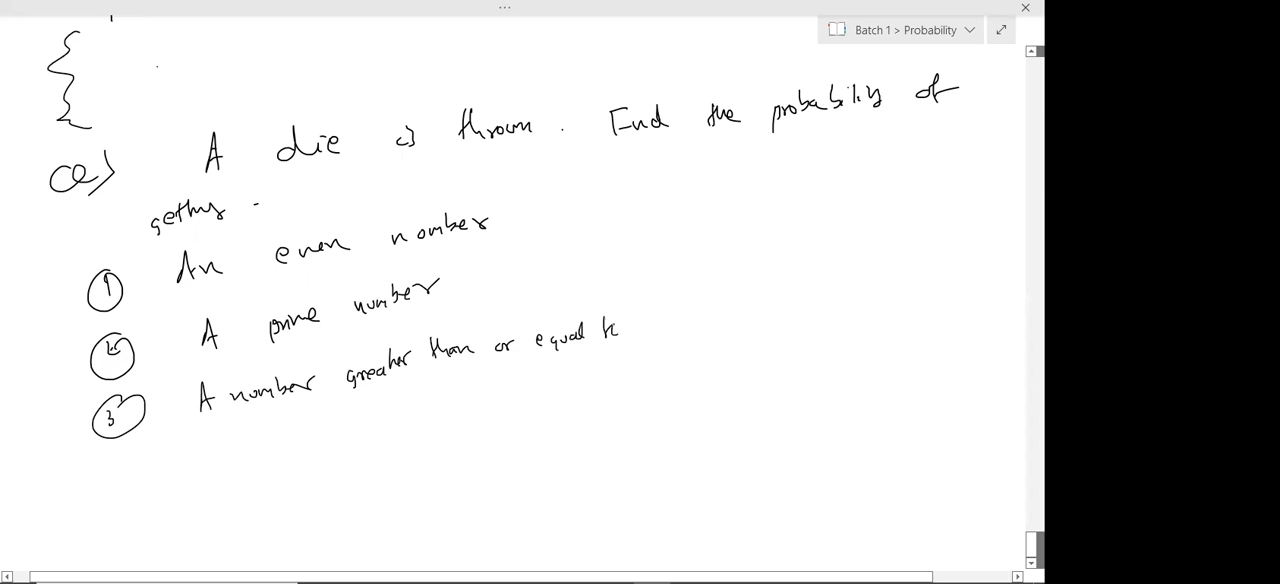 Batch 1 > Probability
Q) A die is thrown. Find the probability of
getting -
1 An even number
2 A prime number
3 A number greater than or equal to